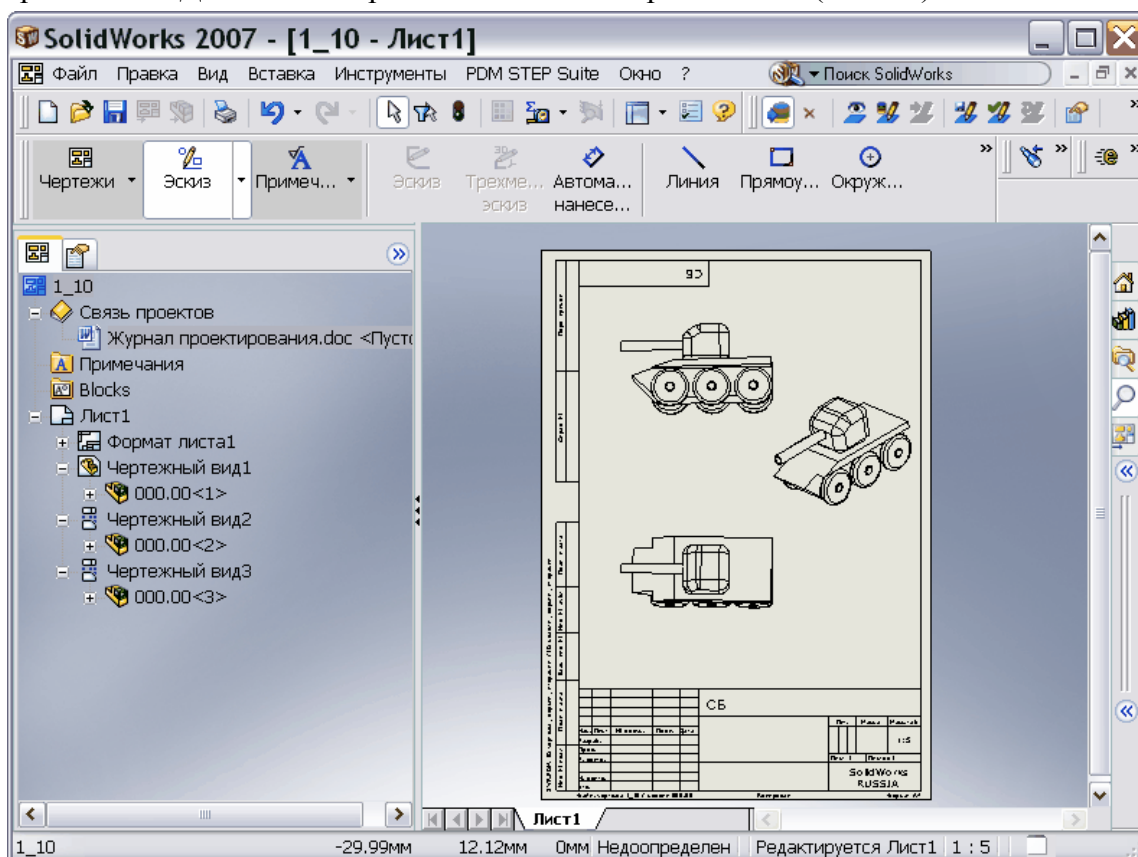 SolidWorks 2007 - [1_10 - Лист1]
Файл Правка Вид Вставка Инструменты PDM STEP Suite Окно ? Поиск SolidWorks
Чертежи Эскиз Примеч... Эскиз Трехме... эскиз Автома... нанесе... Линия Прямоу... Окруж...
1_10
Связь проектов
Журнал проектирования.doc <Пусто
Примечания
Blocks
Лист1
Формат листа1
Чертежный вид1
000.00<1>
Чертежный вид2
000.00<2>
Чертежный вид3
000.00<3>
СБ
СБ
1:5
SolidWorks
RUSSIA
Лист1
1_10 -29.99мм 12.12мм 0мм Недоопределен Редактируется Лист1 1 : 5